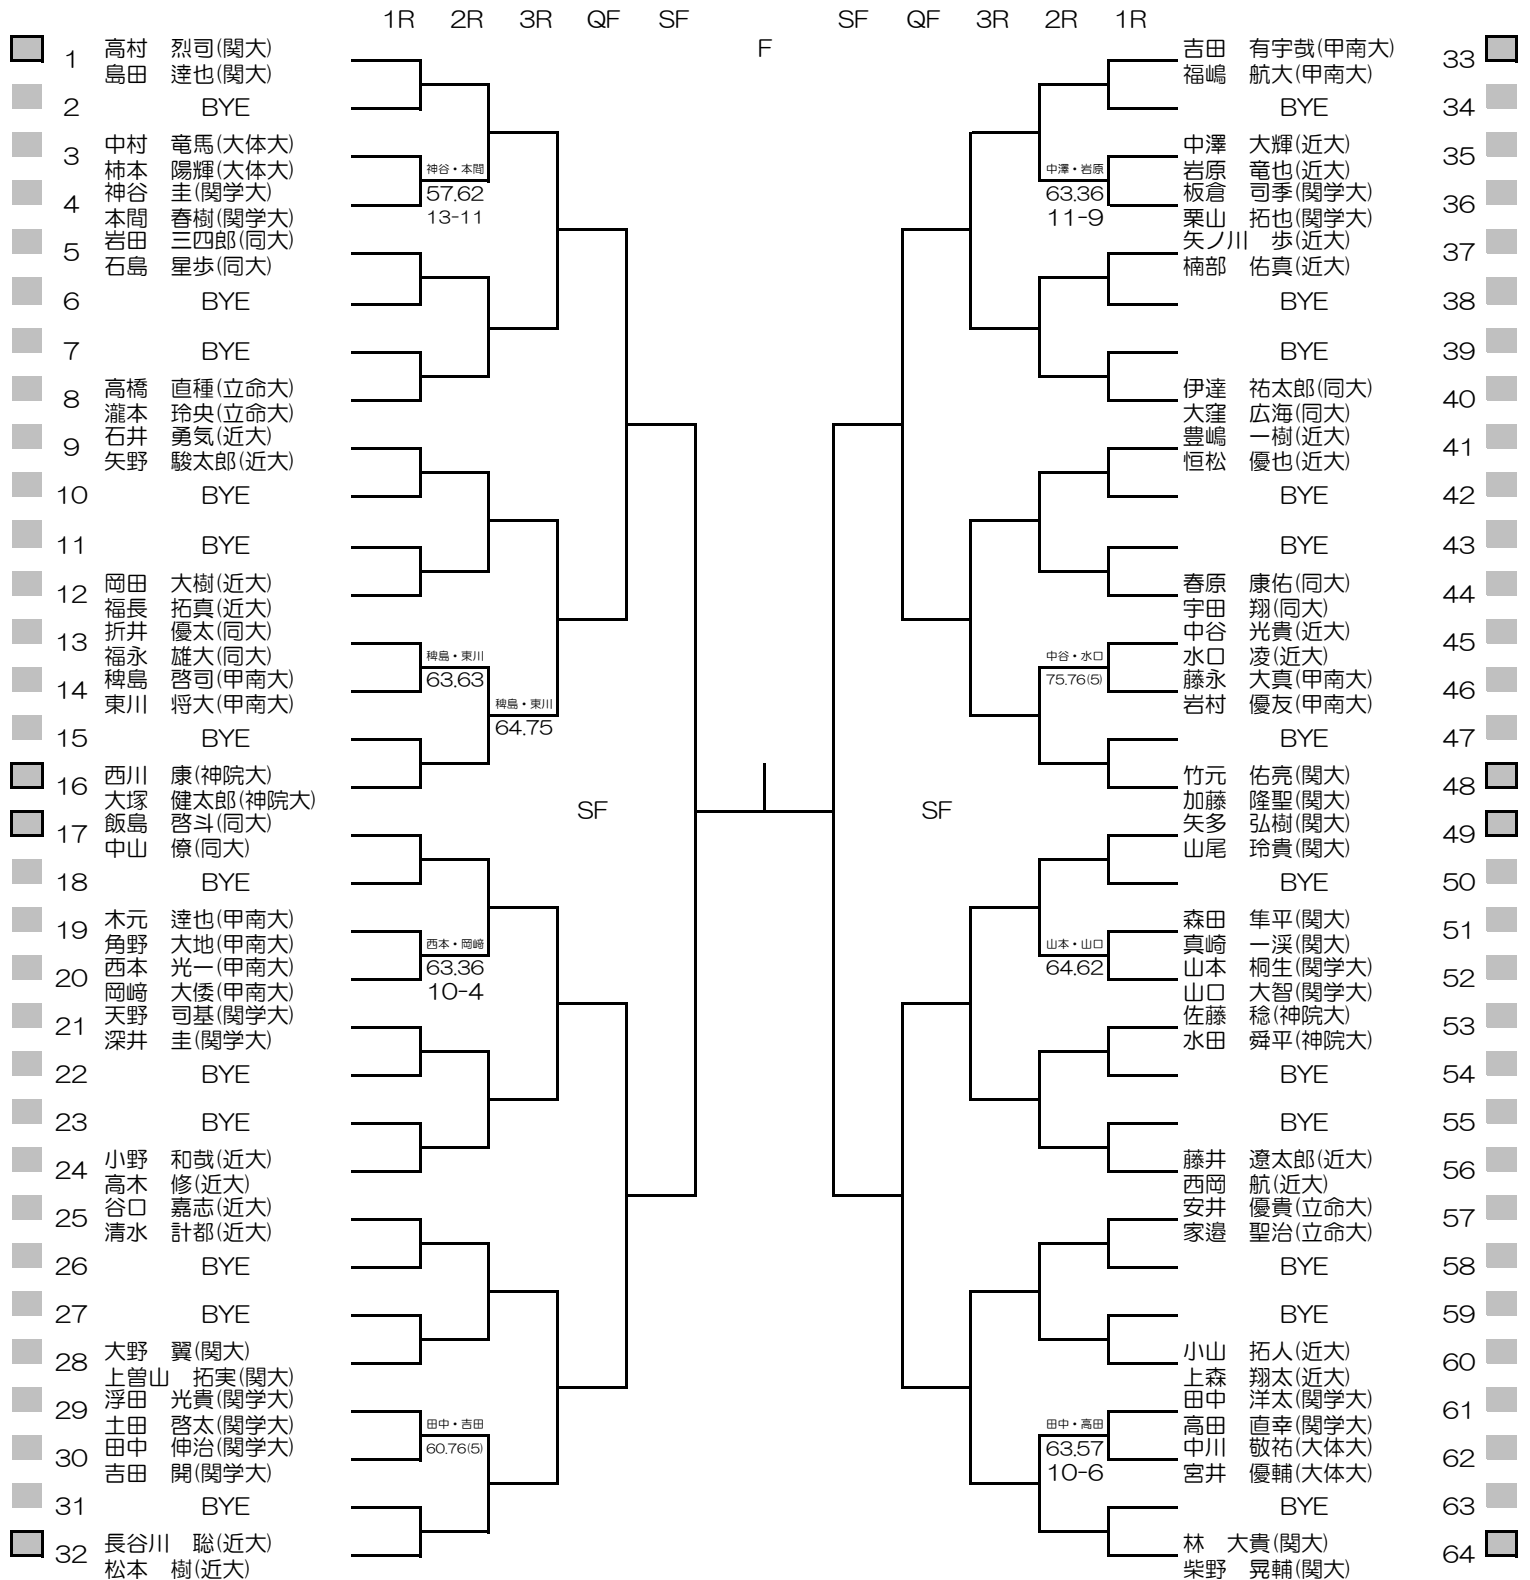 1R 2R 3R QF SF F SF QF 3R 2R 1R
1 高村 烈司(関大)
島田 達也(関大)
2 BYE
3 中村 竜馬(大体大)
柿本 陽輝(大体大)
神谷・本間
57.62
13-11
4 神谷 圭(関学大)
本間 春樹(関学大)
5 岩田 三四郎(同大)
石島 星歩(同大)
6 BYE
7 BYE
8 高橋 直種(立命大)
瀧本 玲央(立命大)
9 石井 勇気(近大)
矢野 駿太郎(近大)
10 BYE
11 BYE
12 岡田 大樹(近大)
福長 拓真(近大)
13 折井 優太(同大)
福永 雄大(同大)
稗島・東川
63.63
14 稗島 啓司(甲南大)
東川 将大(甲南大)
稗島・東川
64.75
15 BYE
16 西川 康(神院大)
大塚 健太郎(神院大)
SF
17 飯島 啓斗(同大)
中山 僚(同大)
18 BYE
19 木元 達也(甲南大)
角野 大地(甲南大)
西本・岡﨑
63.36
10-4
20 西本 光一(甲南大)
岡﨑 大倭(甲南大)
21 天野 司基(関学大)
深井 圭(関学大)
22 BYE
23 BYE
24 小野 和哉(近大)
高木 修(近大)
25 谷口 嘉志(近大)
清水 計都(近大)
26 BYE
27 BYE
28 大野 翼(関大)
上曽山 拓実(関大)
29 浮田 光貴(関学大)
土田 啓太(関学大)
田中・吉田
60.76(5)
30 田中 伸治(関学大)
吉田 開(関学大)
31 BYE
32 長谷川 聡(近大)
松本 樹(近大)
吉田 有宇哉(甲南大) 33
福嶋 航大(甲南大)
BYE 34
中澤 大輝(近大) 35
岩原 竜也(近大)
中澤・岩原
63.36
11-9
板倉 司季(関学大) 36
栗山 拓也(関学大)
矢ノ川 歩(近大) 37
楠部 佑真(近大)
BYE 38
BYE 39
伊達 祐太郎(同大) 40
大窪 広海(同大)
豊嶋 一樹(近大) 41
恒松 優也(近大)
BYE 42
BYE 43
春原 康佑(同大) 44
宇田 翔(同大)
中谷 光貴(近大) 45
水口 凌(近大)
中谷・水口
75.76(5)
藤永 大真(甲南大) 46
岩村 優友(甲南大)
BYE 47
竹元 佑亮(関大) 48
加藤 隆聖(関大)
SF
矢多 弘樹(関大) 49
山尾 玲貴(関大)
BYE 50
森田 隼平(関大) 51
真崎 一渓(関大)
山本・山口
64.62
山本 桐生(関学大) 52
山口 大智(関学大)
佐藤 稔(神院大) 53
水田 舜平(神院大)
BYE 54
BYE 55
藤井 遼太郎(近大) 56
西岡 航(近大)
安井 優貴(立命大) 57
家邉 聖治(立命大)
BYE 58
BYE 59
小山 拓人(近大) 60
上森 翔太(近大)
田中 洋太(関学大) 61
高田 直幸(関学大)
田中・高田
63.57
10-6
中川 敬祐(大体大) 62
宮井 優輔(大体大)
BYE 63
林 大貴(関大) 64
柴野 晃輔(関大)